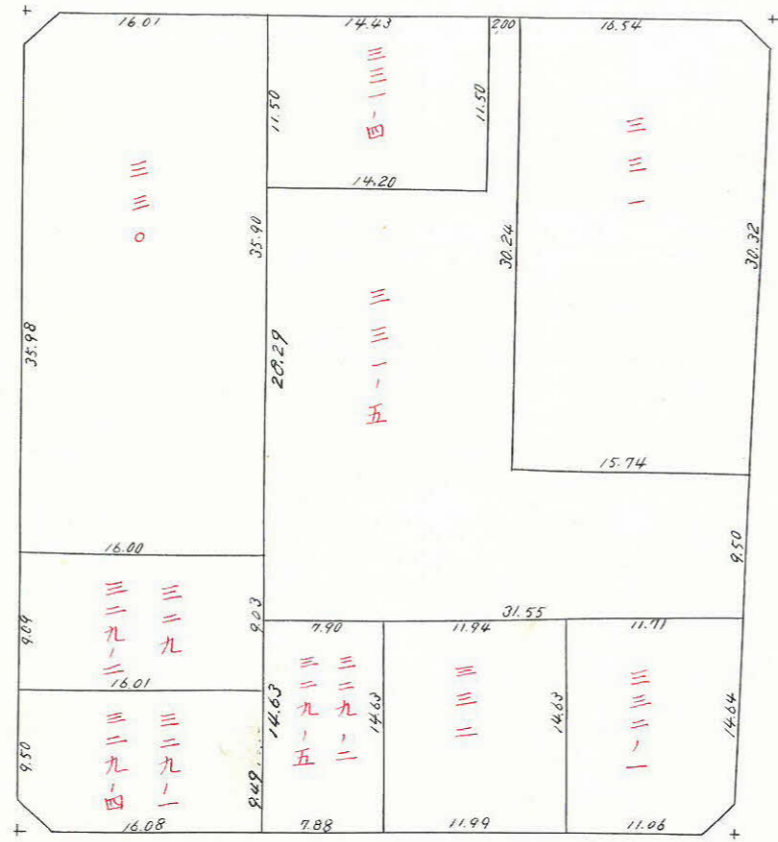 16.01
14.43
2.00
16.54
三三一-四
11.50
11.50
三三一
三三〇
14.20
35.90
30.24
30.32
三三一-五
35.98
28.29
15.74
16.00
9.50
三二九
三二九-二
9.09
9.03
31.55
7.90
11.94
11.71
16.01
三二九-二
三二九-五
三三二
三三二-一
14.63
14.63
14.63
14.64
三二九-一
三二九-四
9.50
9.49
16.08
7.88
11.99
11.06